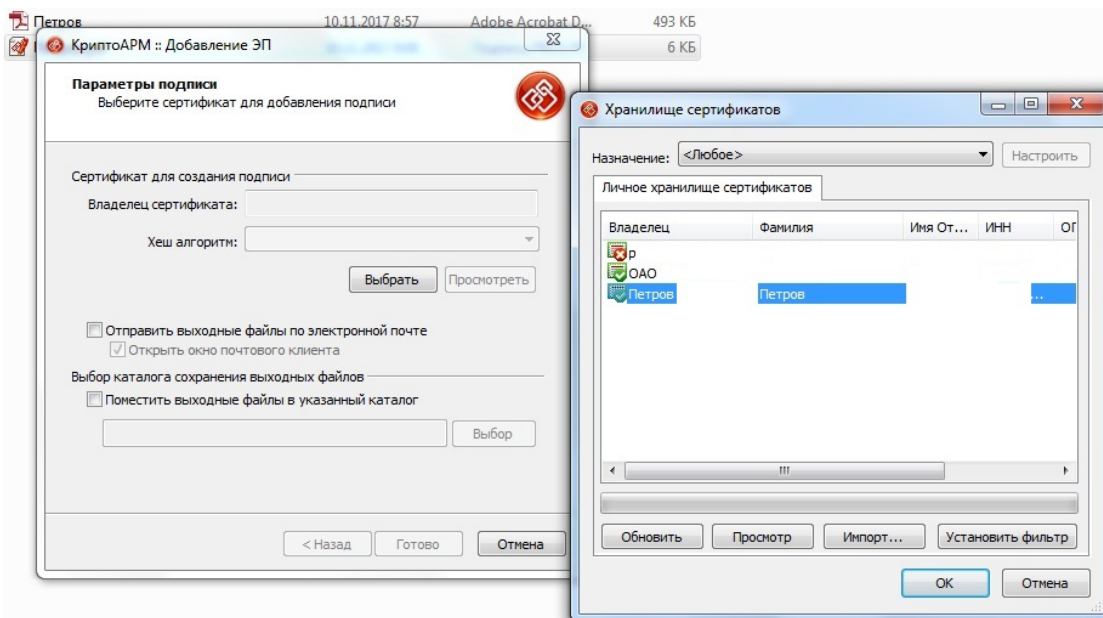 Петров 10.11.2017 8:57 Adobe Acrobat D... 493 КБ
6 КБ
КриптоАРМ :: Добавление ЭП
Параметры подписи
Выберите сертификат для добавления подписи
Сертификат для создания подписи
Владелец сертификата:
Хеш алгоритм:
Выбрать Просмотреть
Отправить выходные файлы по электронной почте
Открыть окно почтового клиента
Выбор каталога сохранения выходных файлов
Поместить выходные файлы в указанный каталог
Выбор
< Назад Готово Отмена
Хранилище сертификатов
Назначение: <Любое> Настроить
Личное хранилище сертификатов
Владелец Фамилия Имя От... ИНН ОГ
р
ОАО
Петров Петров ...
Обновить Просмотр Импорт... Установить фильтр
ОК Отмена